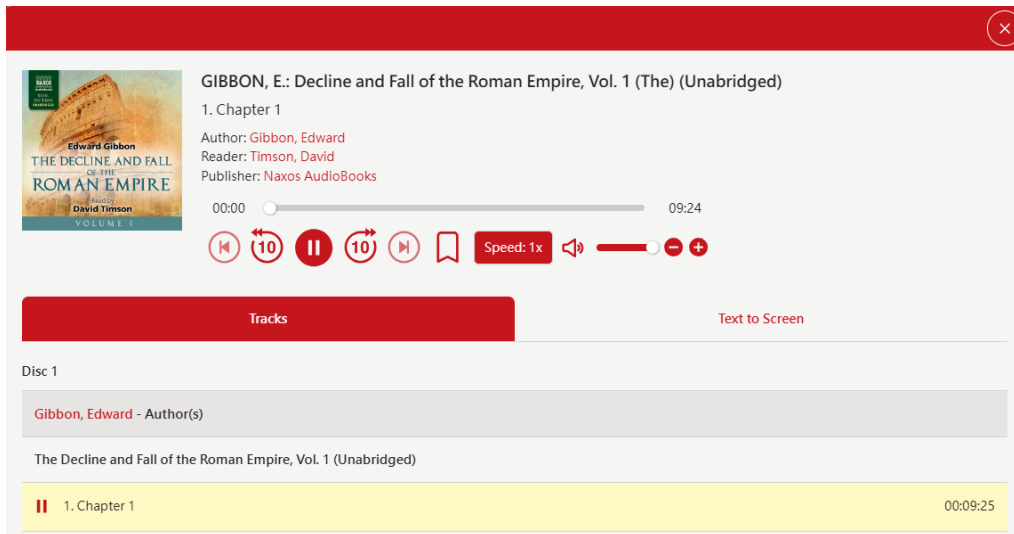 GIBBON, E.: Decline and Fall of the Roman Empire, Vol. 1 (The) (Unabridged)
1. Chapter 1
Author: Gibbon, Edward
Reader: Timson, David
Publisher: Naxos AudioBooks
NAXOS
Edward Gibbon
THE DECLINE AND FALL
OF THE
ROMAN EMPIRE
Read by
David Timson
VOLUME 1
00:00 09:24
10 10 Speed: 1x
Tracks Text to Screen
Disc 1
Gibbon, Edward - Author(s)
The Decline and Fall of the Roman Empire, Vol. 1 (Unabridged)
1. Chapter 1 00:09:25